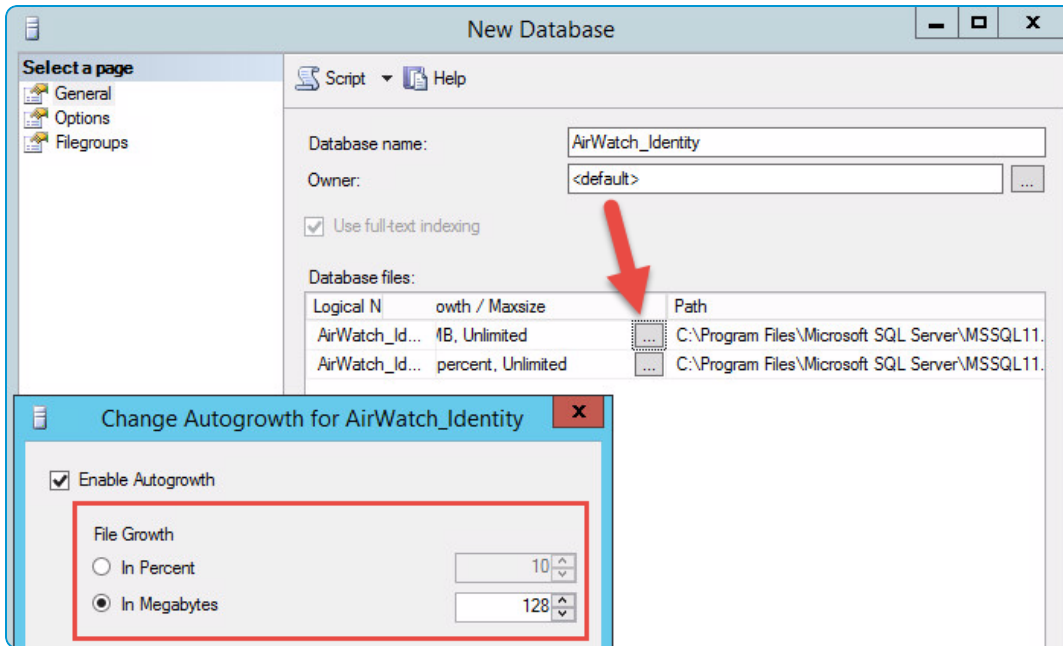 New Database
Select a page
General
Options
Filegroups
Script Help
Database name: AirWatch_Identity
Owner: <default> ...
Use full-text indexing
Database files:
Logical N owth / Maxsize Path
AirWatch_Id... MB, Unlimited ... C:\Program Files\Microsoft SQL Server\MSSQL11.
AirWatch_Id... percent, Unlimited ... C:\Program Files\Microsoft SQL Server\MSSQL11.
Change Autogrowth for AirWatch_Identity
Enable Autogrowth
File Growth
In Percent 10
In Megabytes 128